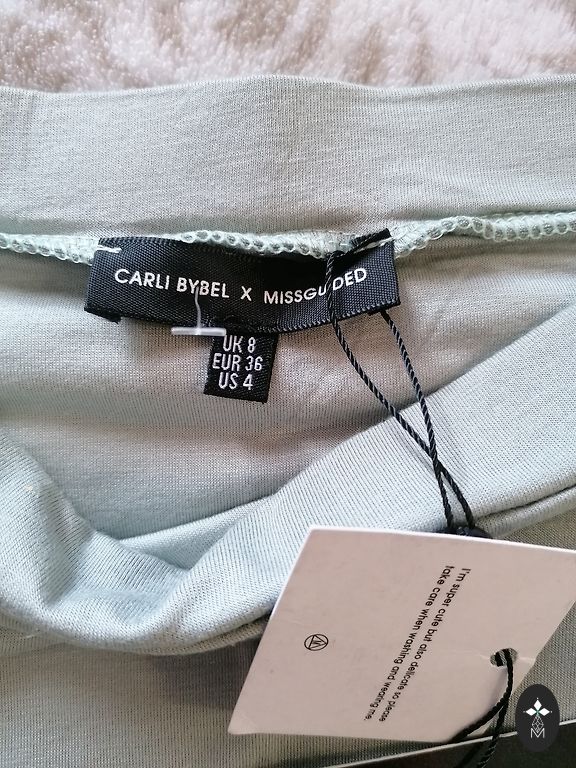 CARLI BYBEL X MISSGUIDED
UK 8
EUR 36
US 4
I'm super cute but also delicate so please
take care when washing and wearing me.